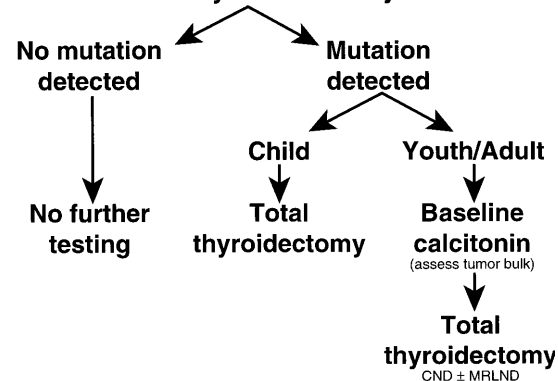 No mutation
detected
Mutation
detected
Child
Youth/Adult
No further
testing
Total
thyroidectomy
Baseline
calcitonin
(assess tumor bulk)
Total
thyroidectomy
CND ± MRLND